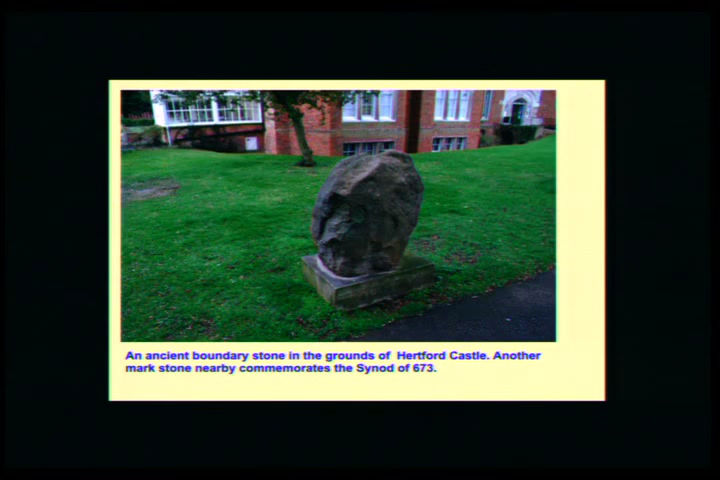 An ancient boundary stone in the grounds of Hertford Castle. Another
mark stone nearby commemorates the Synod of 673.